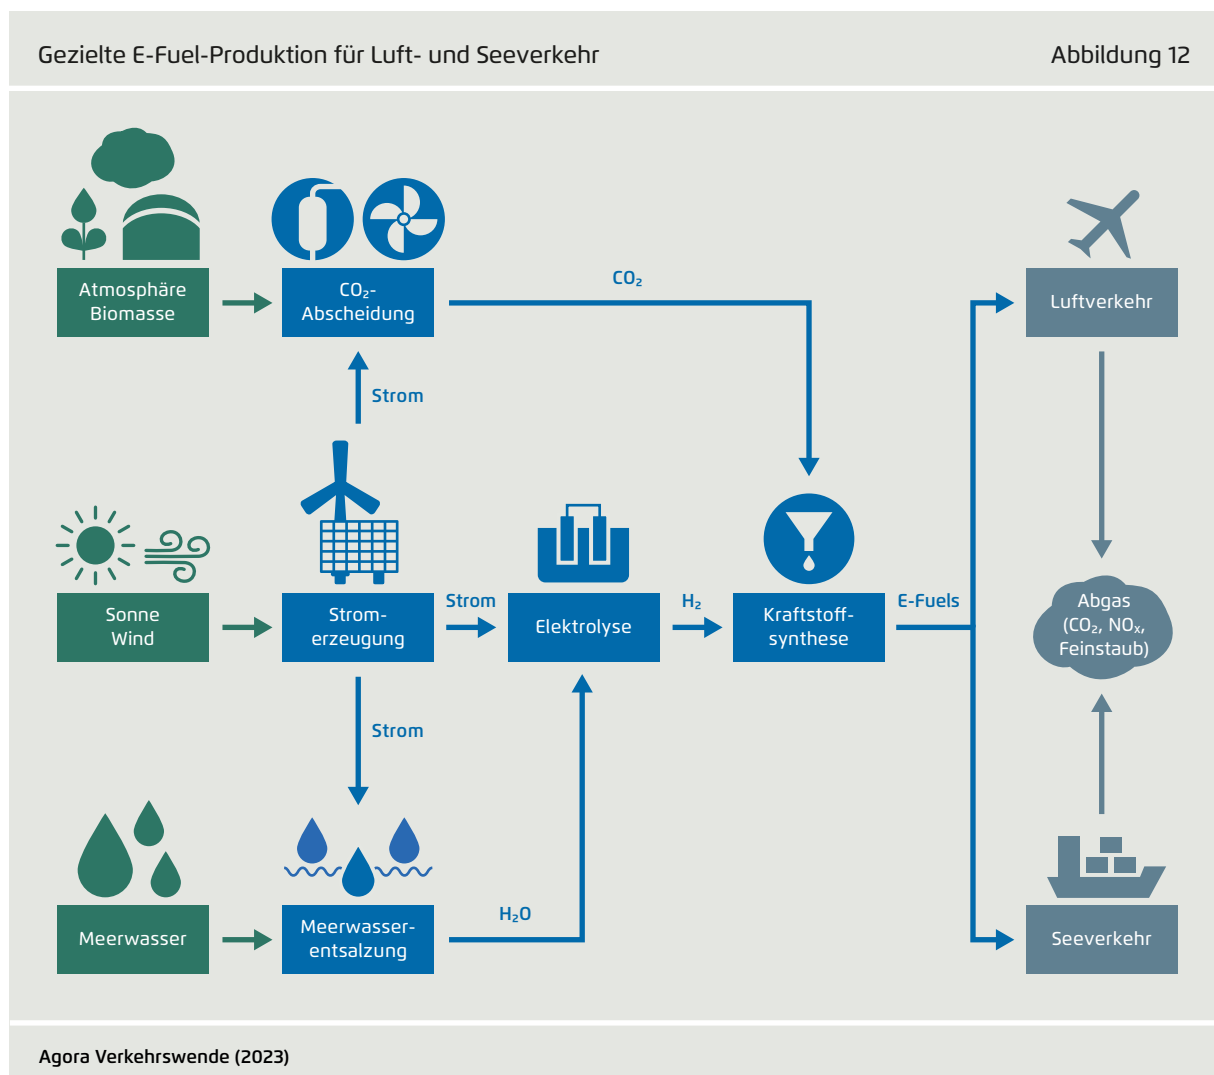 Gezielte E-Fuel-Produktion für Luft- und Seeverkehr
Abbildung 12
Atmosphäre
Biomasse
CO₂-
Abscheidung
CO₂
Luftverkehr
Strom
Sonne
Wind
Strom-
erzeugung
Strom
Elektrolyse
H₂
Kraftstoff-
synthese
E-Fuels
Abgas
(CO₂, NOₓ,
Feinstaub)
Strom
Meerwasser
Meerwasser-
entsalzung
H₂O
Seeverkehr
Agora Verkehrswende (2023)